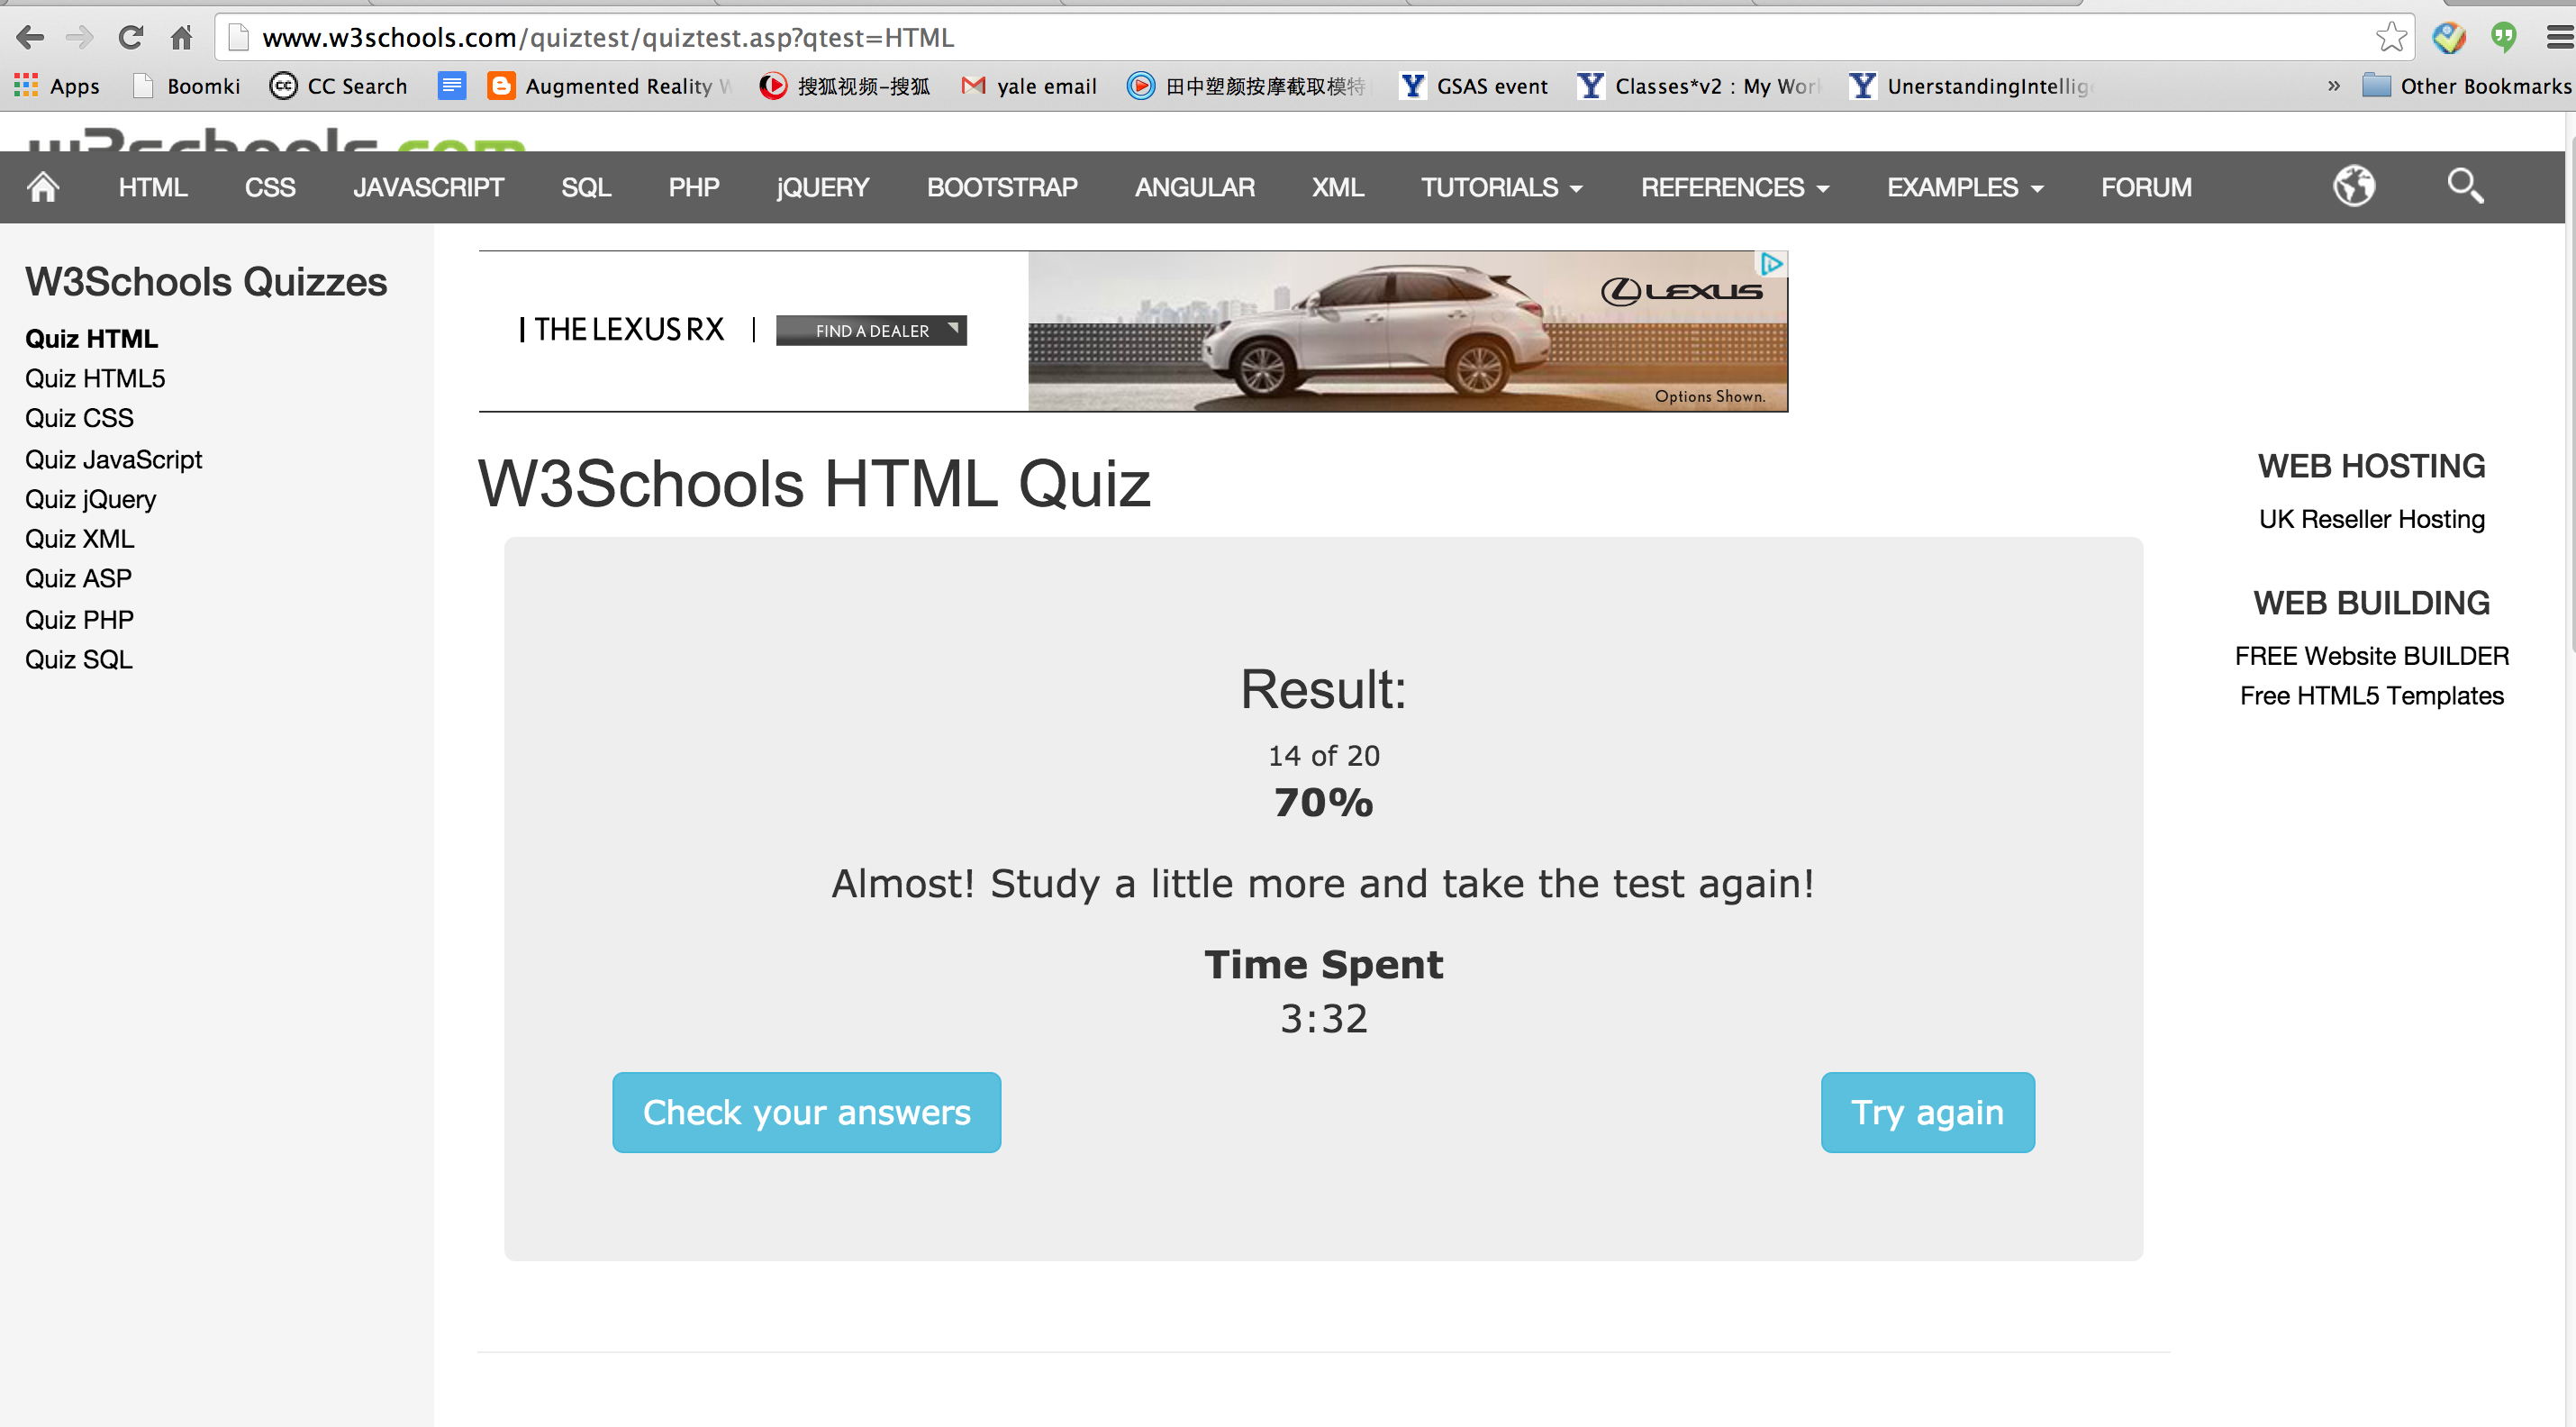 www.w3schools.com/quiztest/quiztest.asp?qtest=HTML
Apps Boomki CC Search Augmented Reality 搜狐视频-搜狐 yale email 田中塑颜按摩截取模特 GSAS event Classes*v2 : My Wor UnerstandingIntellig » Other Bookmarks
w3schools.com
HTML CSS JAVASCRIPT SQL PHP jQUERY BOOTSTRAP ANGULAR XML TUTORIALS REFERENCES EXAMPLES FORUM
W3Schools Quizzes
Quiz HTML
Quiz HTML5
Quiz CSS
Quiz JavaScript
Quiz jQuery
Quiz XML
Quiz ASP
Quiz PHP
Quiz SQL
THE LEXUS RX
FIND A DEALER
LEXUS
Options Shown.
W3Schools HTML Quiz
Result:
14 of 20
70%
Almost! Study a little more and take the test again!
Time Spent
3:32
Check your answers
Try again
WEB HOSTING
UK Reseller Hosting
WEB BUILDING
FREE Website BUILDER
Free HTML5 Templates